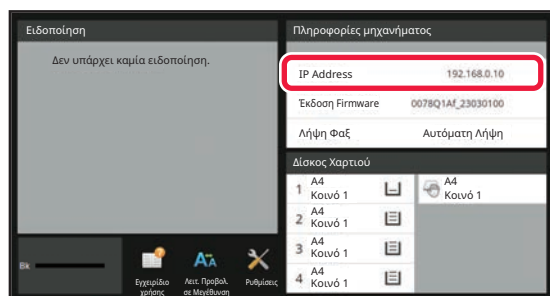 Ειδοποίηση
Δεν υπάρχει καμία ειδοποίηση.
Πληροφορίες μηχανήματος
IP Address 192.168.0.10
Έκδοση Firmware 0078Q1Af_23030100
Λήψη Φαξ Αυτόματη Λήψη
Δίσκος Χαρτιού
1 A4
Κοινό 1
A4
Κοινό 1
2 A4
Κοινό 1
3 A4
Κοινό 1
4 A4
Κοινό 1
Bk
Εγχειρίδιο
χρήσης
AA
Λειτ. Προβολ.
σε Μεγέθυνση
Ρυθμίσεις